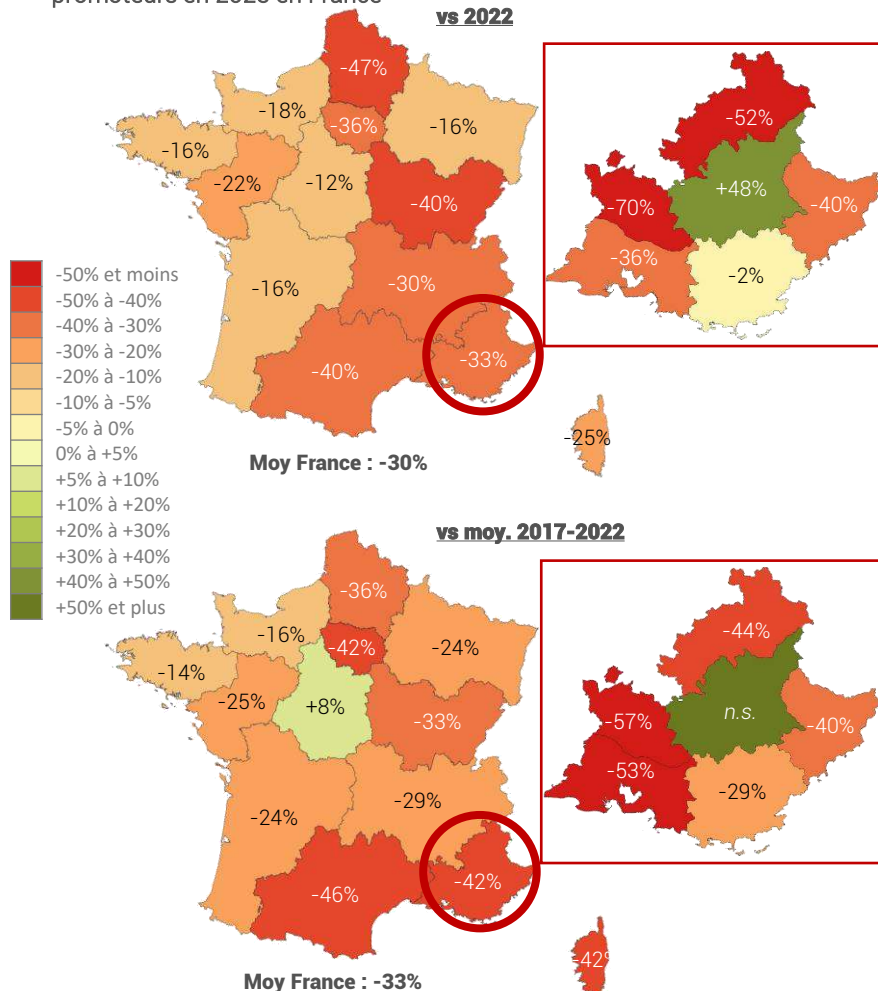 vs 2022
-47%
-18%
-36%
-16%
-16%
-22%
-12%
-40%
-16%
-30%
-40%
-33%
-25%
Moy France : -30%
-52%
+48%
-70%
-40%
-36%
-2%
-50% et moins
-50% à -40%
-40% à -30%
-30% à -20%
-20% à -10%
-10% à -5%
-5% à 0%
0% à +5%
+5% à +10%
+10% à +20%
+20% à +30%
+30% à +40%
+40% à +50%
+50% et plus
vs moy. 2017-2022
-36%
-16%
-42%
-24%
-14%
-25%
+8%
-33%
-24%
-29%
-46%
-42%
-42%
Moy France : -33%
-44%
n.s.
-57%
-40%
-53%
-29%